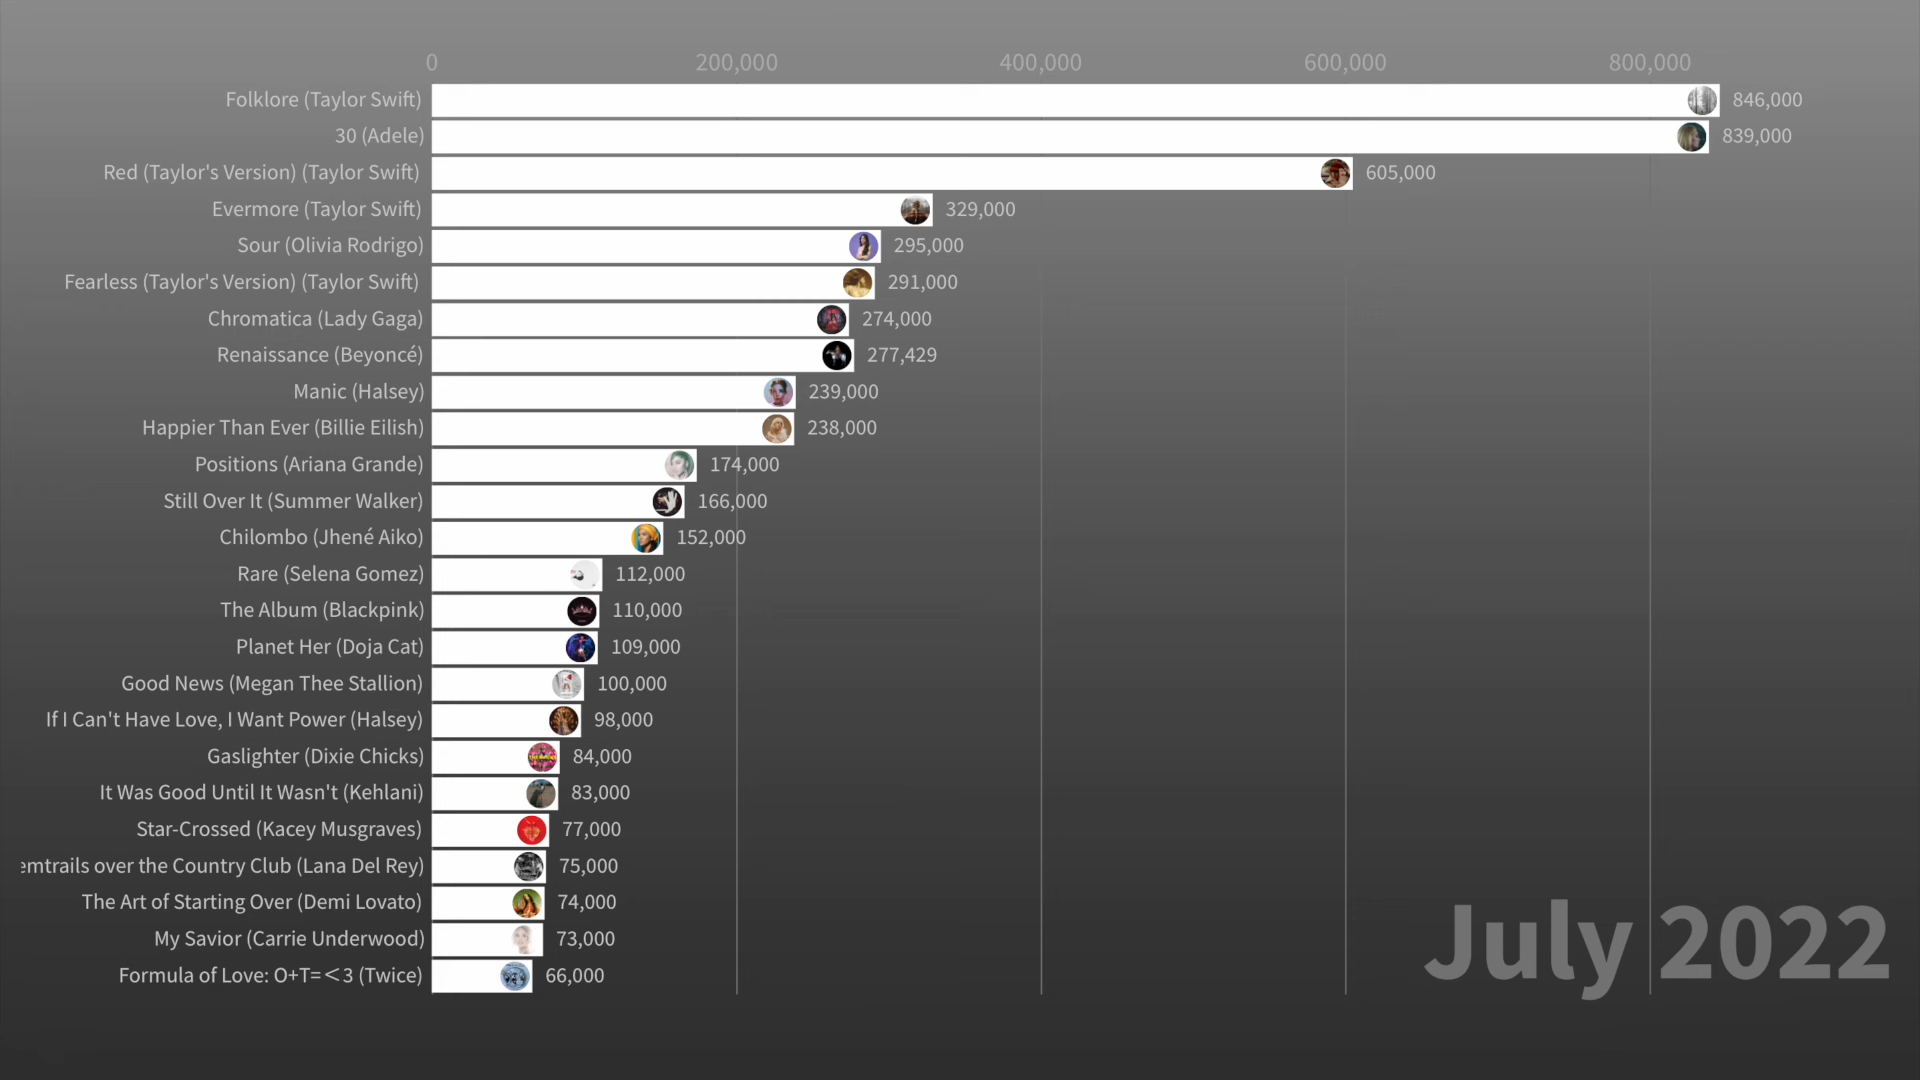 0 200,000 400,000 600,000 800,000
Folklore (Taylor Swift) 846,000
30 (Adele) 839,000
Red (Taylor's Version) (Taylor Swift) 605,000
Evermore (Taylor Swift) 329,000
Sour (Olivia Rodrigo) 295,000
Fearless (Taylor's Version) (Taylor Swift) 291,000
Chromatica (Lady Gaga) 274,000
Renaissance (Beyoncé) 277,429
Manic (Halsey) 239,000
Happier Than Ever (Billie Eilish) 238,000
Positions (Ariana Grande) 174,000
Still Over It (Summer Walker) 166,000
Chilombo (Jhené Aiko) 152,000
Rare (Selena Gomez) 112,000
The Album (Blackpink) 110,000
Planet Her (Doja Cat) 109,000
Good News (Megan Thee Stallion) 100,000
If I Can't Have Love, I Want Power (Halsey) 98,000
Gaslighter (Dixie Chicks) 84,000
It Was Good Until It Wasn't (Kehlani) 83,000
Star-Crossed (Kacey Musgraves) 77,000
emtrails over the Country Club (Lana Del Rey) 75,000
The Art of Starting Over (Demi Lovato) 74,000
My Savior (Carrie Underwood) 73,000
Formula of Love: O+T=<3 (Twice) 66,000
July 2022